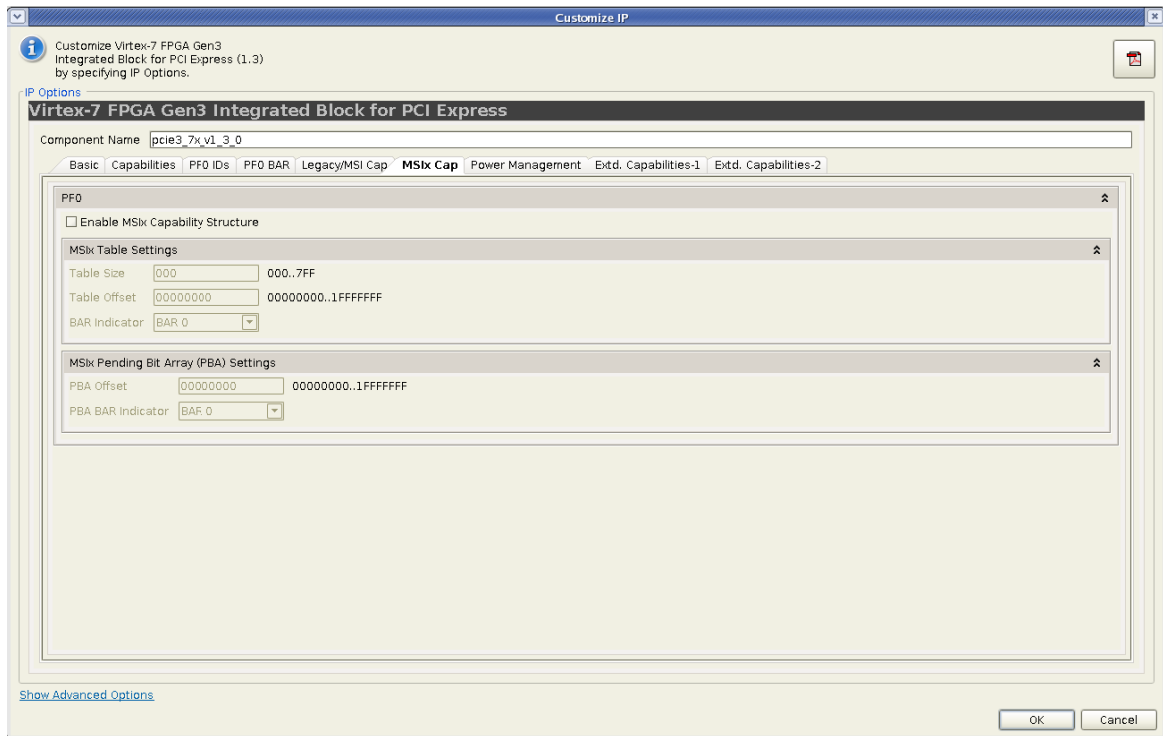 Customize IP
Customize Virtex-7 FPGA Gen3
Integrated Block for PCI Express (1.3)
by specifying IP Options.
IP Options
Virtex-7 FPGA Gen3 Integrated Block for PCI Express
Component Name pcie3_7x_v1_3_0
Basic Capabilities PF0 IDs PF0 BAR Legacy/MSI Cap MSIx Cap Power Management Extd. Capabilities-1 Extd. Capabilities-2
PF0
Enable MSIx Capability Structure
MSIx Table Settings
Table Size 000 000..7FF
Table Offset 00000000 00000000..1FFFFFFF
BAR Indicator BAR 0
MSIx Pending Bit Array (PBA) Settings
PBA Offset 00000000 00000000..1FFFFFFF
PBA BAR Indicator BAR 0
Show Advanced Options
OK Cancel